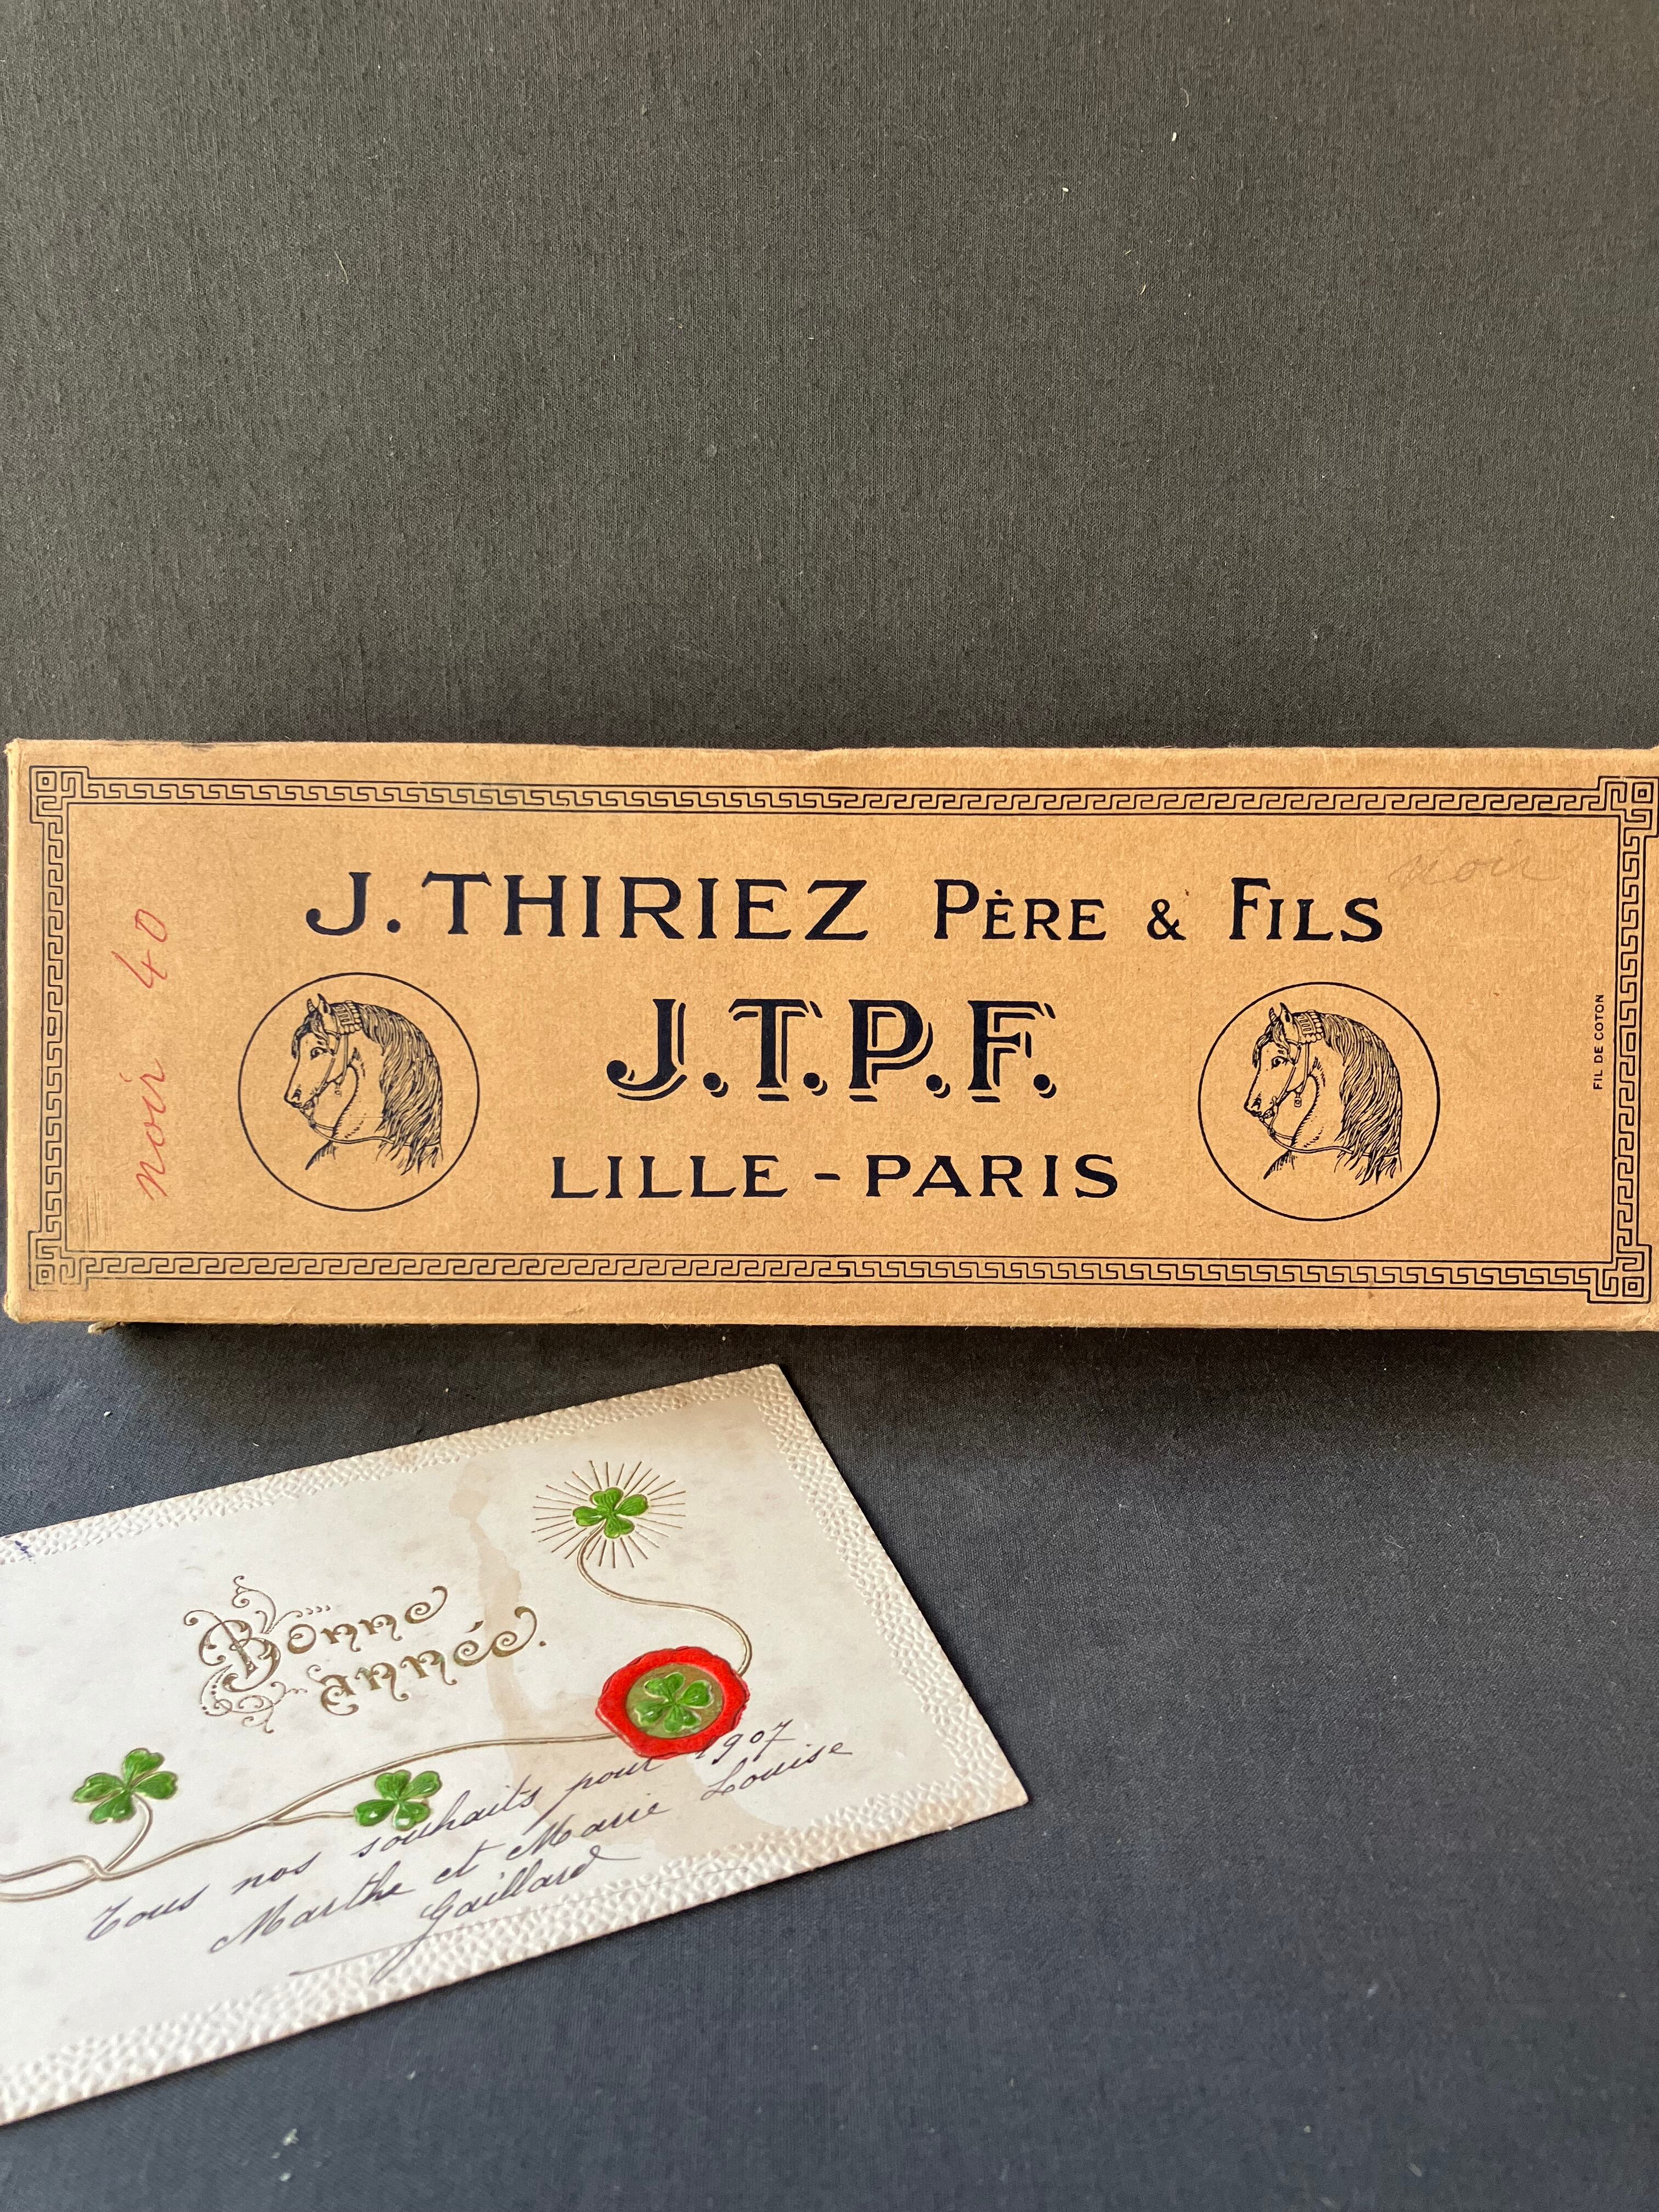 J. THIRIEZ PÈRE & FILS
noir
noir 40
J.T.P.F.
FIL DE COTON
LILLE - PARIS
Bonne
année.
Tous nos souhaits pour 1907
Marthe et Marie Louise
Gaillard